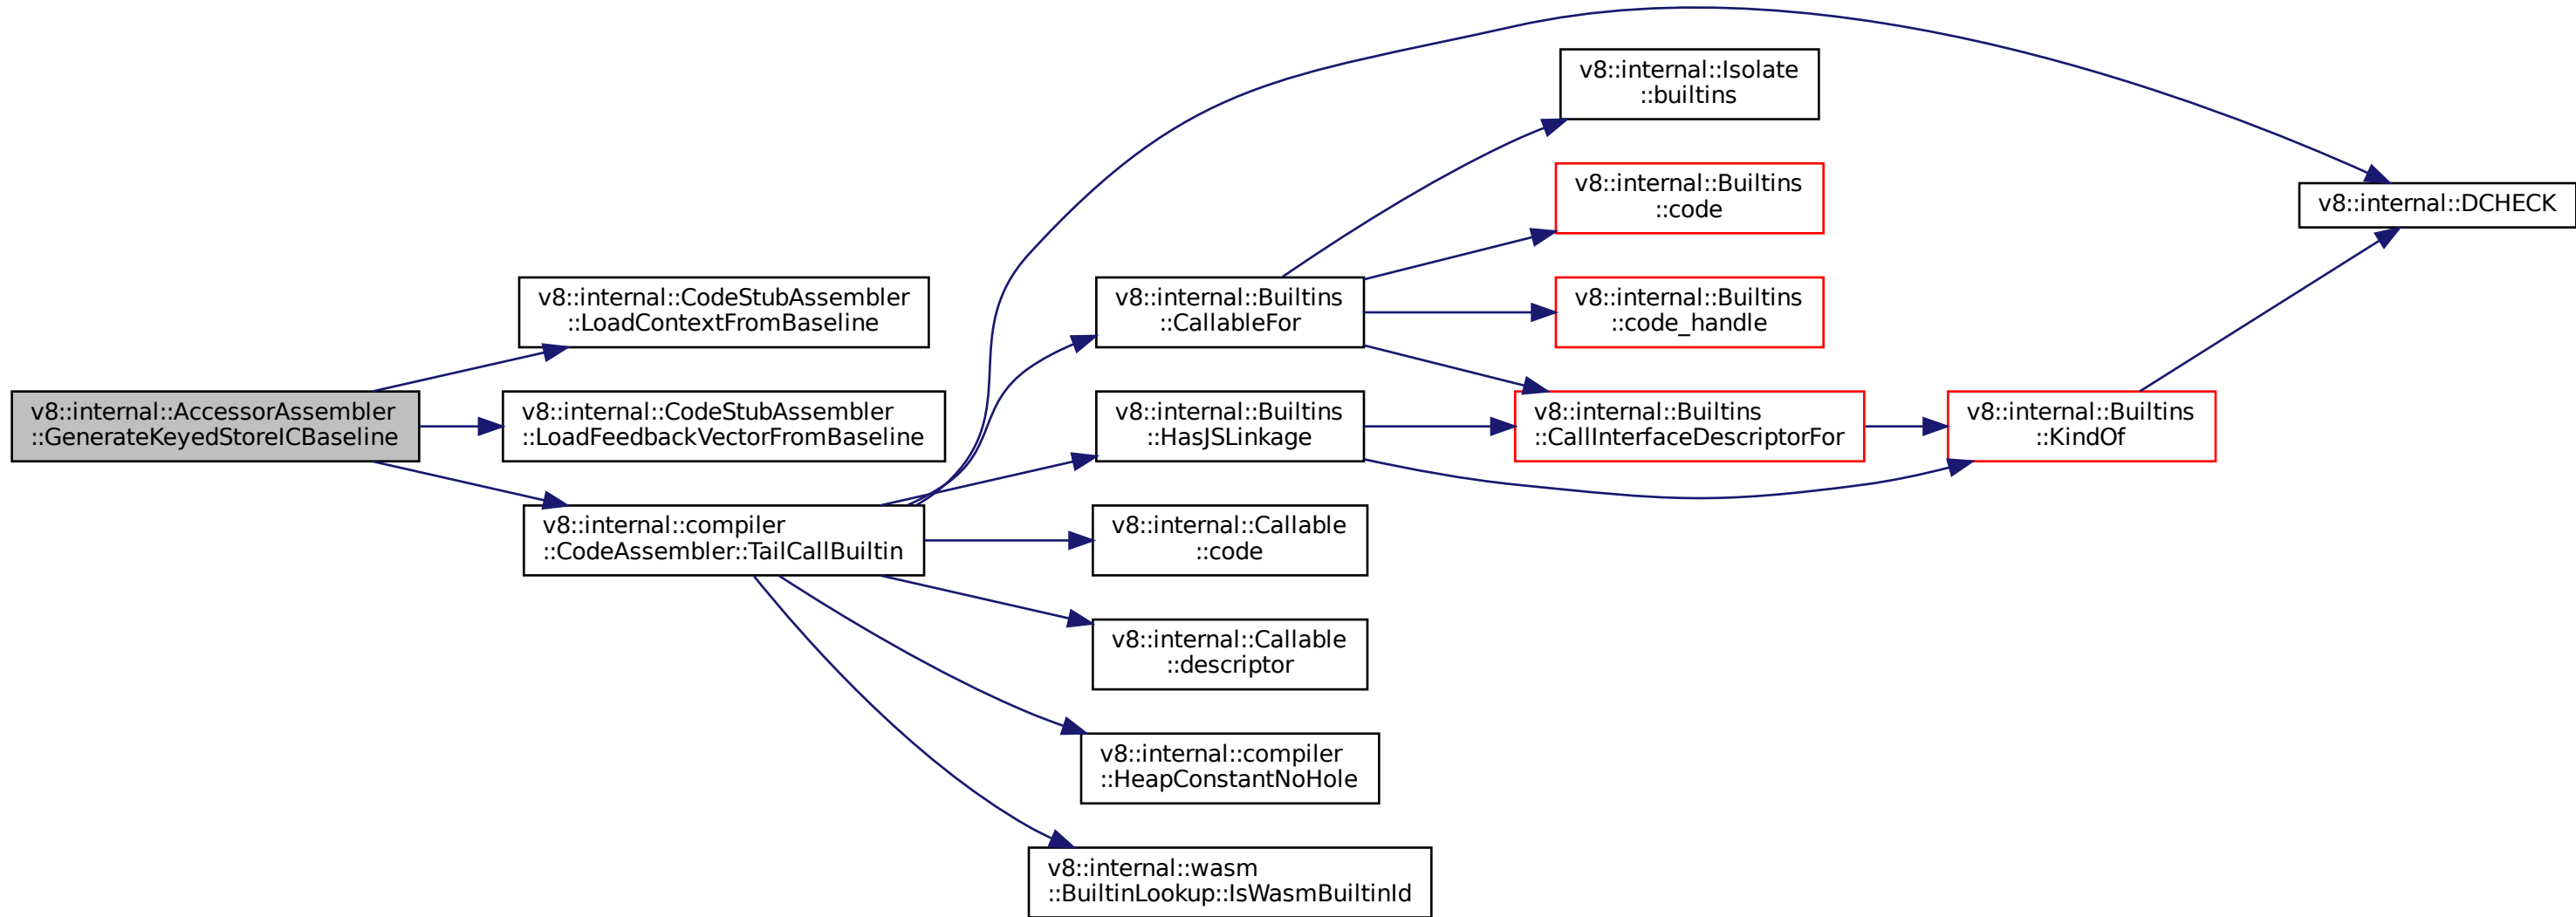 v8::internal::AccessorAssembler
::GenerateKeyedStoreICBaseline
v8::internal::CodeStubAssembler
::LoadContextFromBaseline
v8::internal::CodeStubAssembler
::LoadFeedbackVectorFromBaseline
v8::internal::compiler
::CodeAssembler::TailCallBuiltin
v8::internal::Builtins
::CallableFor
v8::internal::Builtins
::HasJSLinkage
v8::internal::Callable
::code
v8::internal::Callable
::descriptor
v8::internal::compiler
::HeapConstantNoHole
v8::internal::wasm
::BuiltinLookup::IsWasmBuiltinId
v8::internal::Isolate
::builtins
v8::internal::Builtins
::code
v8::internal::Builtins
::code_handle
v8::internal::Builtins
::CallInterfaceDescriptorFor
v8::internal::Builtins
::KindOf
v8::internal::DCHECK